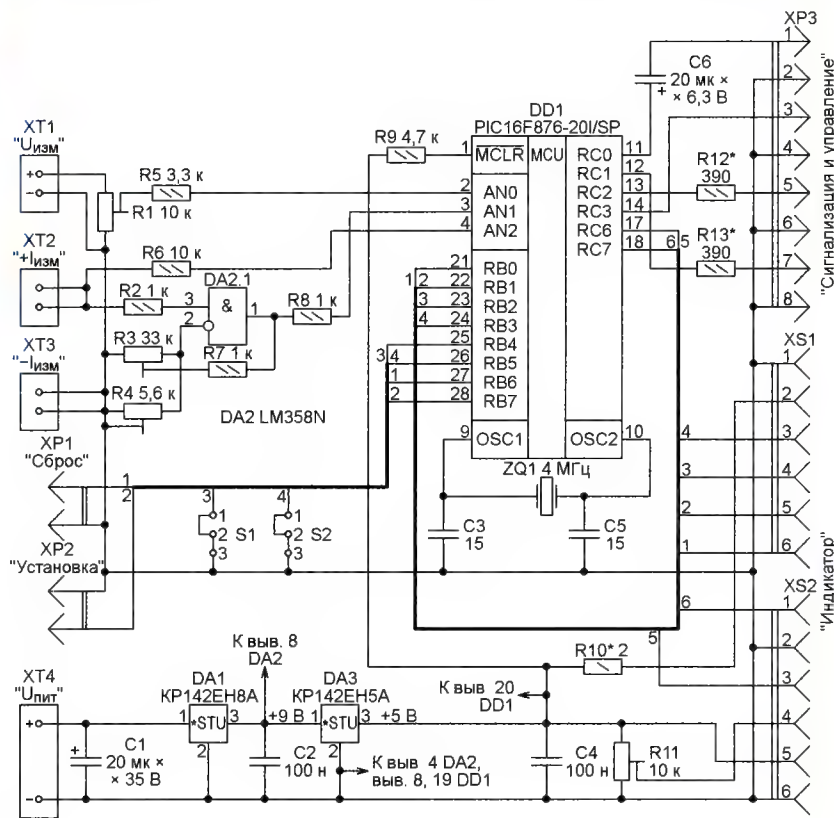 XP3
1
C6
20 мк ×
× 6,3 В
+
2
DD1
PIC16F876-20I/SP
3
"Сигнализация и управление"
XT1
"Uизм"
R9 4,7 к
1
MCLR
MCU
RC0
11
RC1
12
4
+
−
R5 3,3 к
2
AN0
RC2
13
R12*
390
5
R1 10 к
3
AN1
RC3
14
6
XT2
"+Iизм"
4
AN2
RC6
17
6
5
R13*
390
7
R6 10 к
RC7
18
8
DA2.1
21
RB0
1
2
22
RB1
R2 1 к
3
&
1
R8 1 к
3
23
RB2
2
4
24
RB3
XS1
1
XT3
"−Iизм"
R3 33 к
R7 1 к
25
RB4
3
4
26
RB5
2
R4 5,6 к
1
27
RB6
2
28
RB7
DA2 LM358N
4
3
9
OSC1
OSC2
10
XP1
"Сброс"
1
2
ZQ1 4 МГц
3
4
3
4
1
2
3
S1
1
2
3
S2
C3
15
C5
15
2
5
1
6
XP2
"Установка"
"Индикатор"
XS2
6
1
5
К выв. 8
DA2
R10* 2
2
3
XT4
"Uпит"
DA1
КР142ЕН8А
DA3
КР142ЕН5А
К выв 20
DD1
+
1
*STU
3
+9 В
1
*STU
3
+5 В
4
2
2
+
C1
20 мк ×
× 35 В
C2
100 н
К выв 4 DA2,
выв. 8, 19 DD1
C4
100 н
R11
10 к
5
−
6